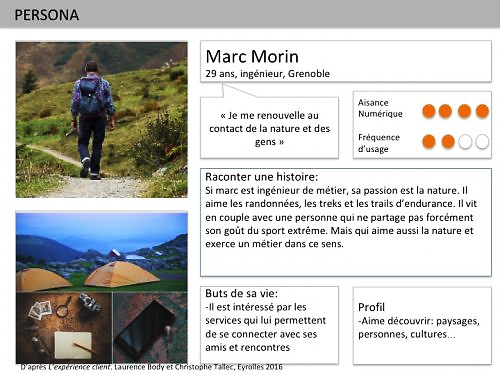 PERSONA
Marc Morin
29 ans, ingénieur, Grenoble
« Je me renouvelle au
contact de la nature et des
gens »
Aisance
Numérique
Fréquence
d'usage
Raconter une histoire:
Si marc est ingénieur de métier, sa passion est la nature. Il
aime les randonnées, les treks et les trails d'endurance. Il vit
en couple avec une personne qui ne partage pas forcément
son goût du sport extrême. Mais qui aime aussi la nature et
exerce un métier dans ce sens.
Buts de sa vie:
-Il est intéressé par les
services qui lui permettent
de se connecter avec ses
amis et rencontres
Profil
-Aime découvrir: paysages,
personnes, cultures…
D'après L'expérience client. Laurence Body et Christophe Tallec, Eyrolles 2016